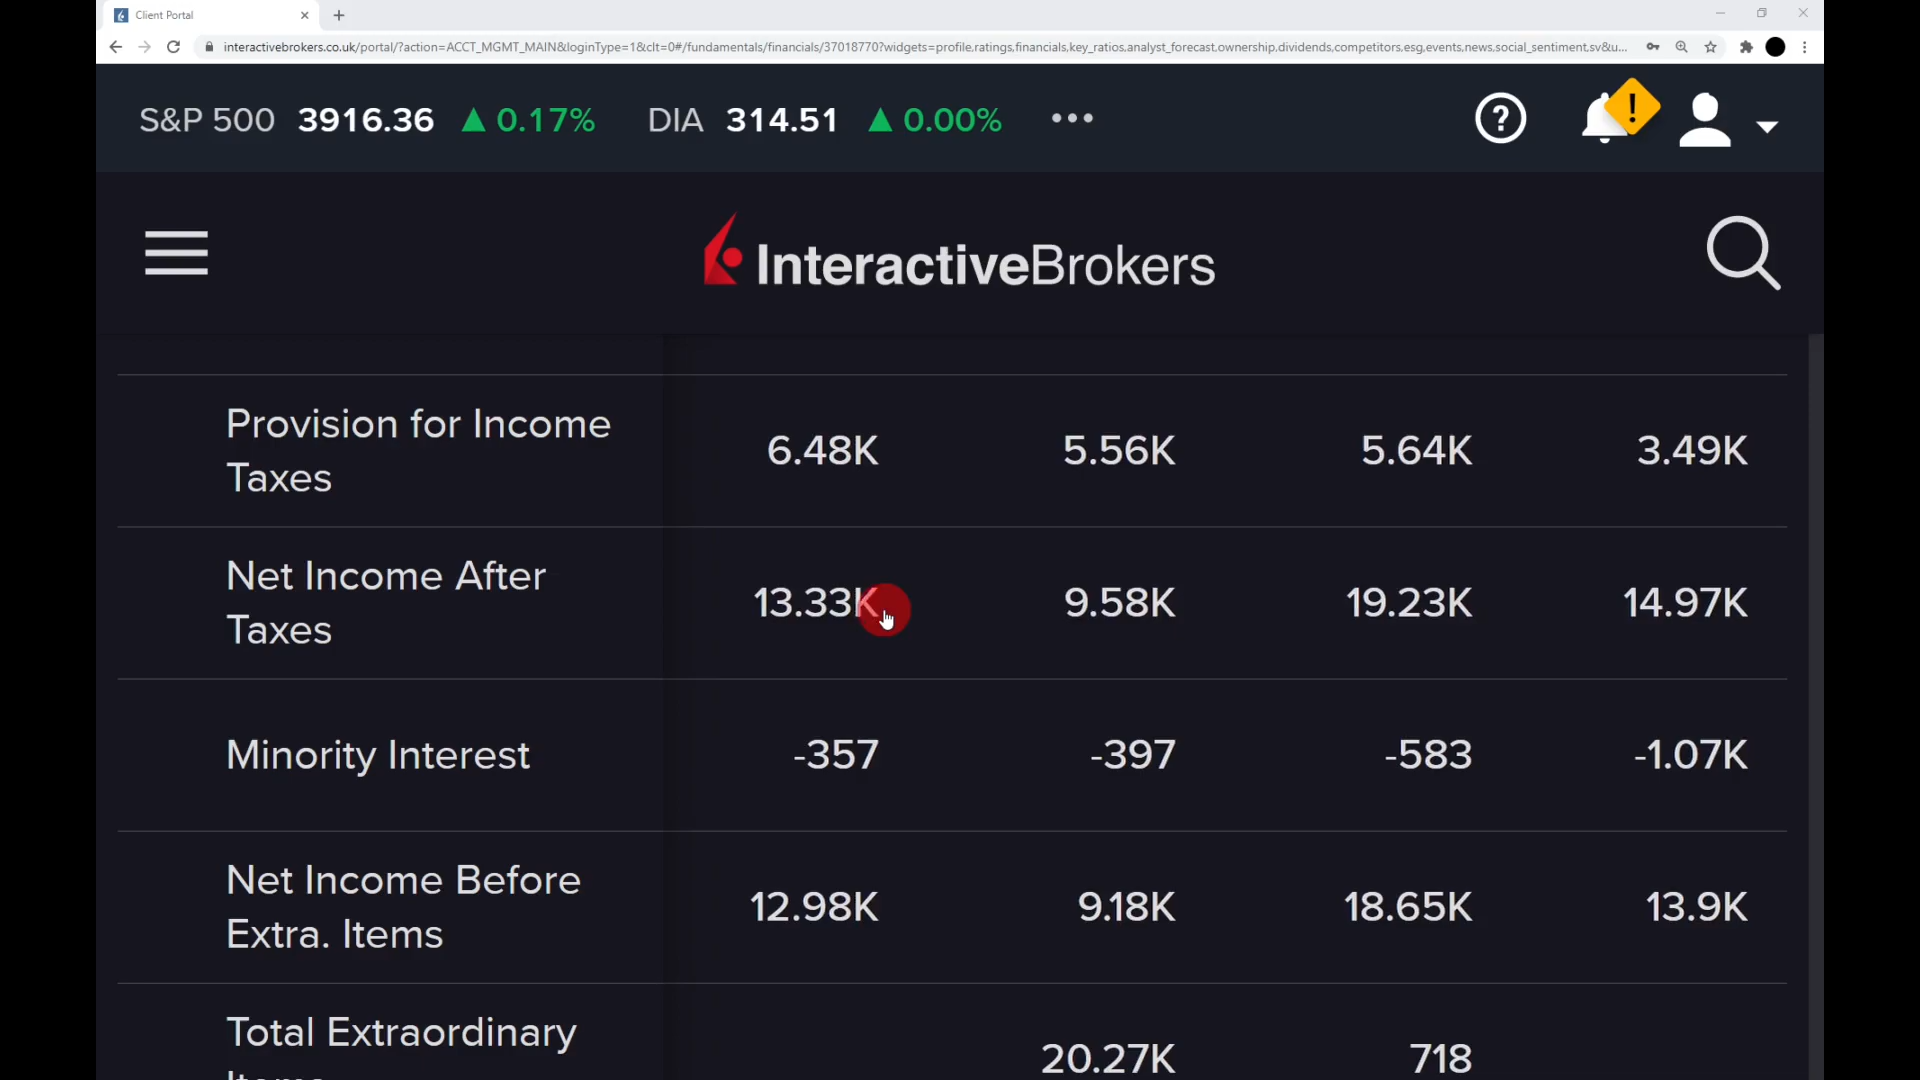 Client Portal
interactivebrokers.co.uk/portal/?action=ACCT_MGMT_MAIN&loginType=1&clt=0#/fundamentals/financials/37018770?widgets=profile,ratings,financials,key_ratios,analyst_forecast,ownership,dividends,competitors,esg,events,news,social_sentiment,sv&u...
S&P 500 3916.36 ▲ 0.17% DIA 314.51 ▲ 0.00% •••
InteractiveBrokers
Provision for Income
Taxes
6.48K 5.56K 5.64K 3.49K
Net Income After
Taxes
13.33K 9.58K 19.23K 14.97K
Minority Interest -357 -397 -583 -1.07K
Net Income Before
Extra. Items
12.98K 9.18K 18.65K 13.9K
Total Extraordinary
20.27K 718